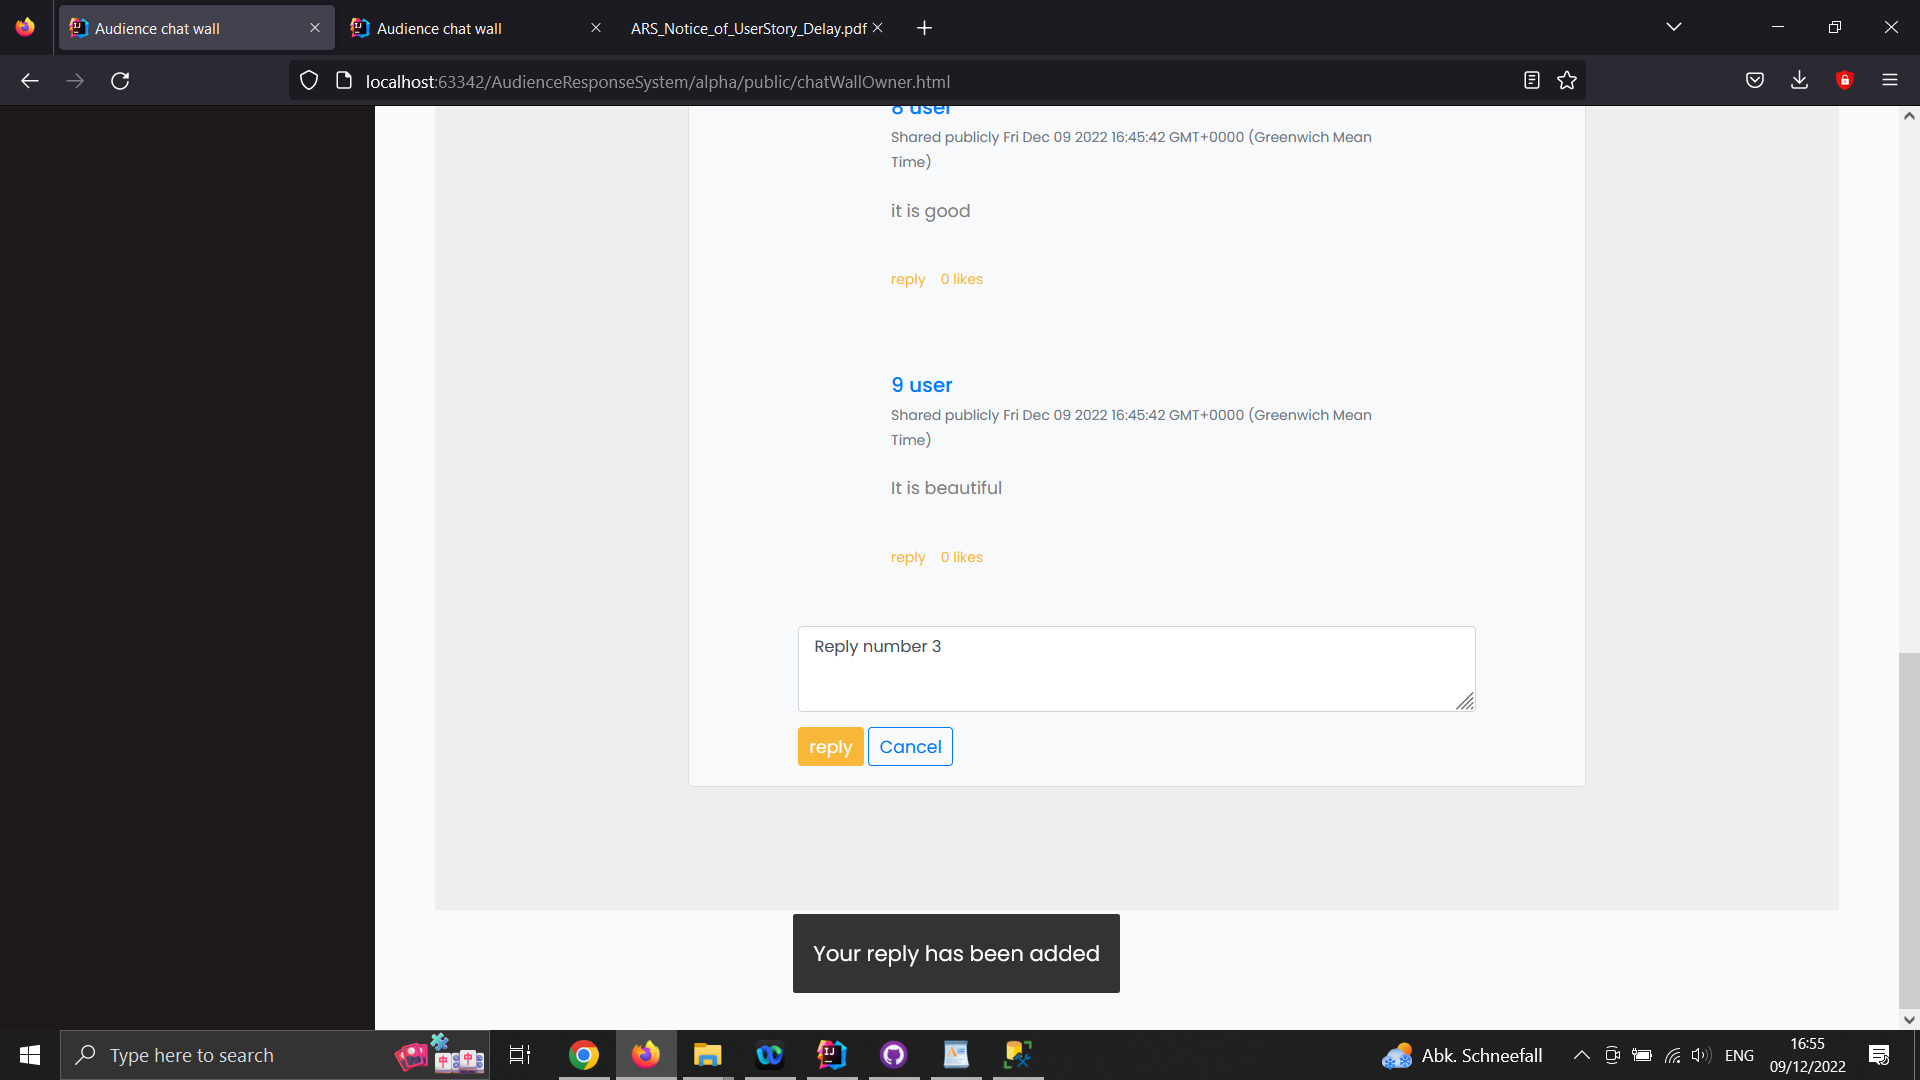 Audience chat wall
Audience chat wall
ARS_Notice_of_UserStory_Delay.pdf
localhost:63342/AudienceResponseSystem/alpha/public/chatWallOwner.html
8 user
Shared publicly Fri Dec 09 2022 16:45:42 GMT+0000 (Greenwich Mean
Time)
it is good
reply 0 likes
9 user
Shared publicly Fri Dec 09 2022 16:45:42 GMT+0000 (Greenwich Mean
Time)
It is beautiful
reply 0 likes
Reply number 3
reply Cancel
Your reply has been added
Type here to search
Abk. Schneefall
ENG
16:55
09/12/2022